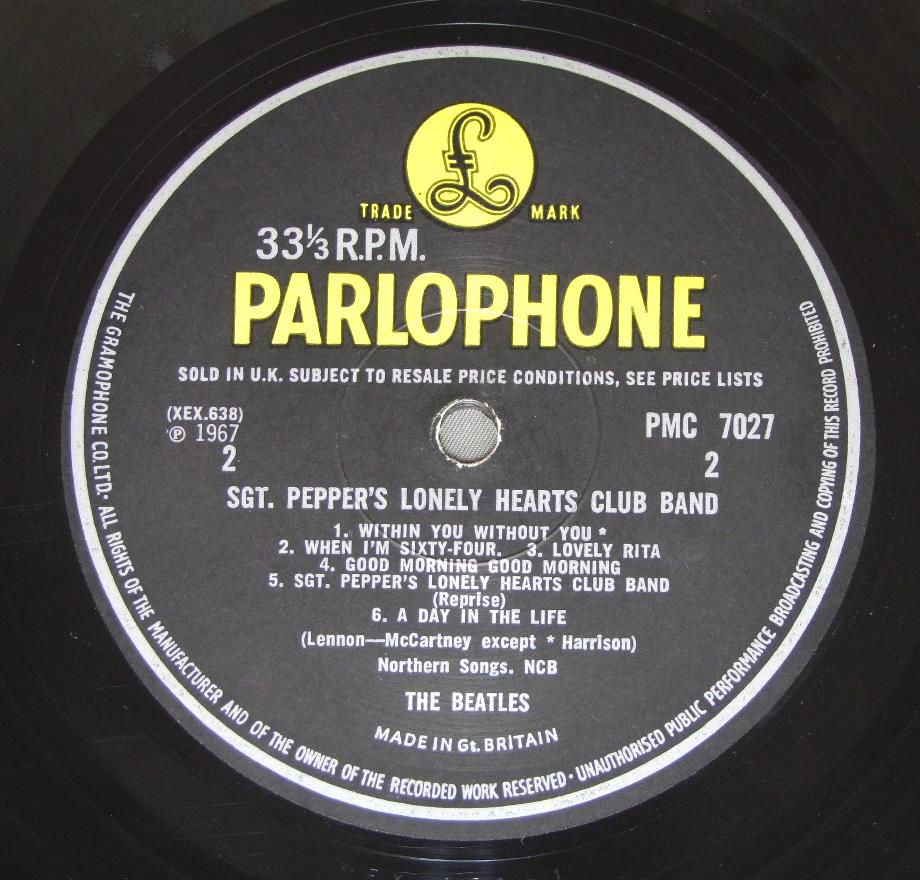 £
TRADE MARK
33⅓ R.P.M.
PARLOPHONE
SOLD IN U.K. SUBJECT TO RESALE PRICE CONDITIONS, SEE PRICE LISTS
(XEX.638)
℗ 1967
2
PMC 7027
2
SGT. PEPPER'S LONELY HEARTS CLUB BAND
1. WITHIN YOU WITHOUT YOU *
2. WHEN I'M SIXTY-FOUR. 3. LOVELY RITA
4. GOOD MORNING GOOD MORNING
5. SGT. PEPPER'S LONELY HEARTS CLUB BAND
(Reprise)
6. A DAY IN THE LIFE
(Lennon—McCartney except * Harrison)
Northern Songs. NCB
THE BEATLES
MADE IN Gt. BRITAIN
THE GRAMOPHONE CO. LTD. · ALL RIGHTS OF THE MANUFACTURER AND OF THE OWNER OF THE RECORDED WORK RESERVED · UNAUTHORISED PUBLIC PERFORMANCE BROADCASTING AND COPYING OF THIS RECORD PROHIBITED